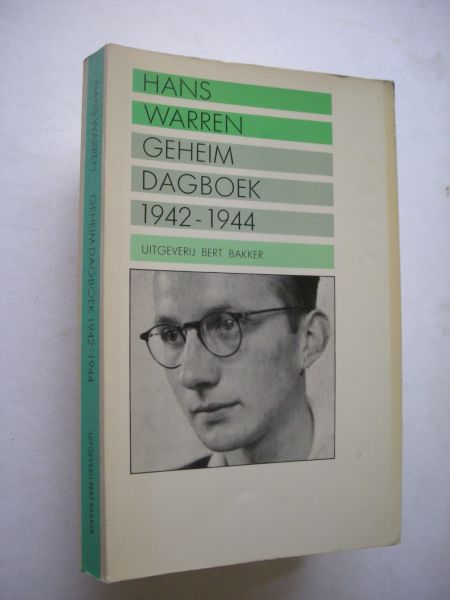 HANS
WARREN
GEHEIM
DAGBOEK
1942-1944
UITGEVERIJ BERT BAKKER
HANS WARREN GEHEIM DAGBOEK 1942-1944 UITGEVERIJ BERT BAKKER